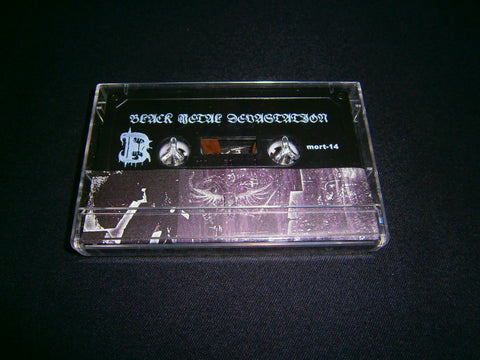 BLACK METAL DEVASTATION
B
mort-14